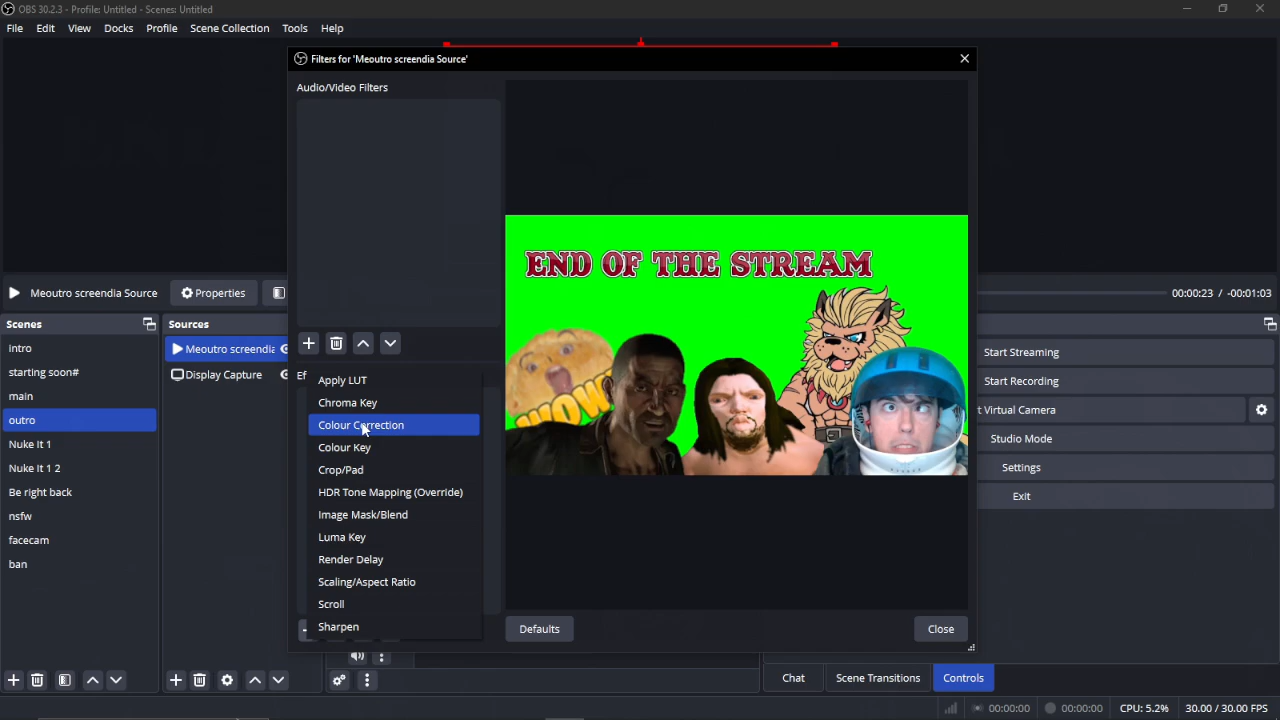 OBS 30.2.3 - Profile: Untitled - Scenes: Untitled
File Edit View Docks Profile Scene Collection Tools Help
Filters for 'Meoutro screendia Source'
Audio/Video Filters
END OF THE STREAM
WOW!
Meoutro screendia Source Properties
00:00:23 / -00:01:03
Scenes
intro
starting soon#
main
outro
Nuke It 1
Nuke It 1 2
Be right back
nsfw
facecam
ban
Sources
Meoutro screendia
Display Capture
Ef
Apply LUT
Chroma Key
Colour Correction
Colour Key
Crop/Pad
HDR Tone Mapping (Override)
Image Mask/Blend
Luma Key
Render Delay
Scaling/Aspect Ratio
Scroll
Sharpen
Defaults
Close
Start Streaming
Start Recording
t Virtual Camera
Studio Mode
Settings
Exit
Chat Scene Transitions Controls
00:00:00 00:00:00 CPU: 5.2% 30.00 / 30.00 FPS